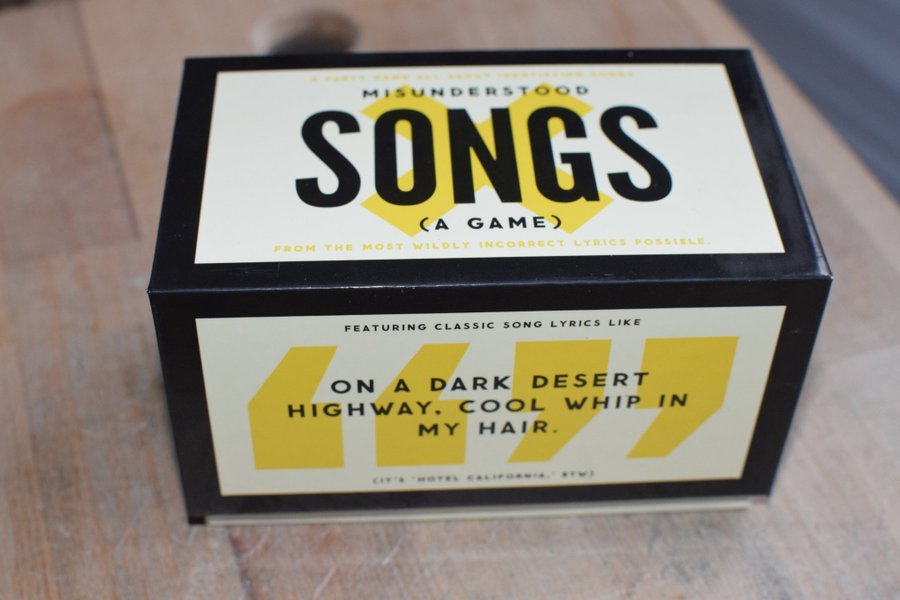 A PARTY GAME ALL ABOUT IDENTIFYING SONGS
MISUNDERSTOOD
SONGS
(A GAME)
FROM THE MOST WILDLY INCORRECT LYRICS POSSIBLE.
FEATURING CLASSIC SONG LYRICS LIKE
“ON A DARK DESERT
HIGHWAY, COOL WHIP IN
MY HAIR.”
(IT'S "HOTEL CALIFORNIA," BTW)